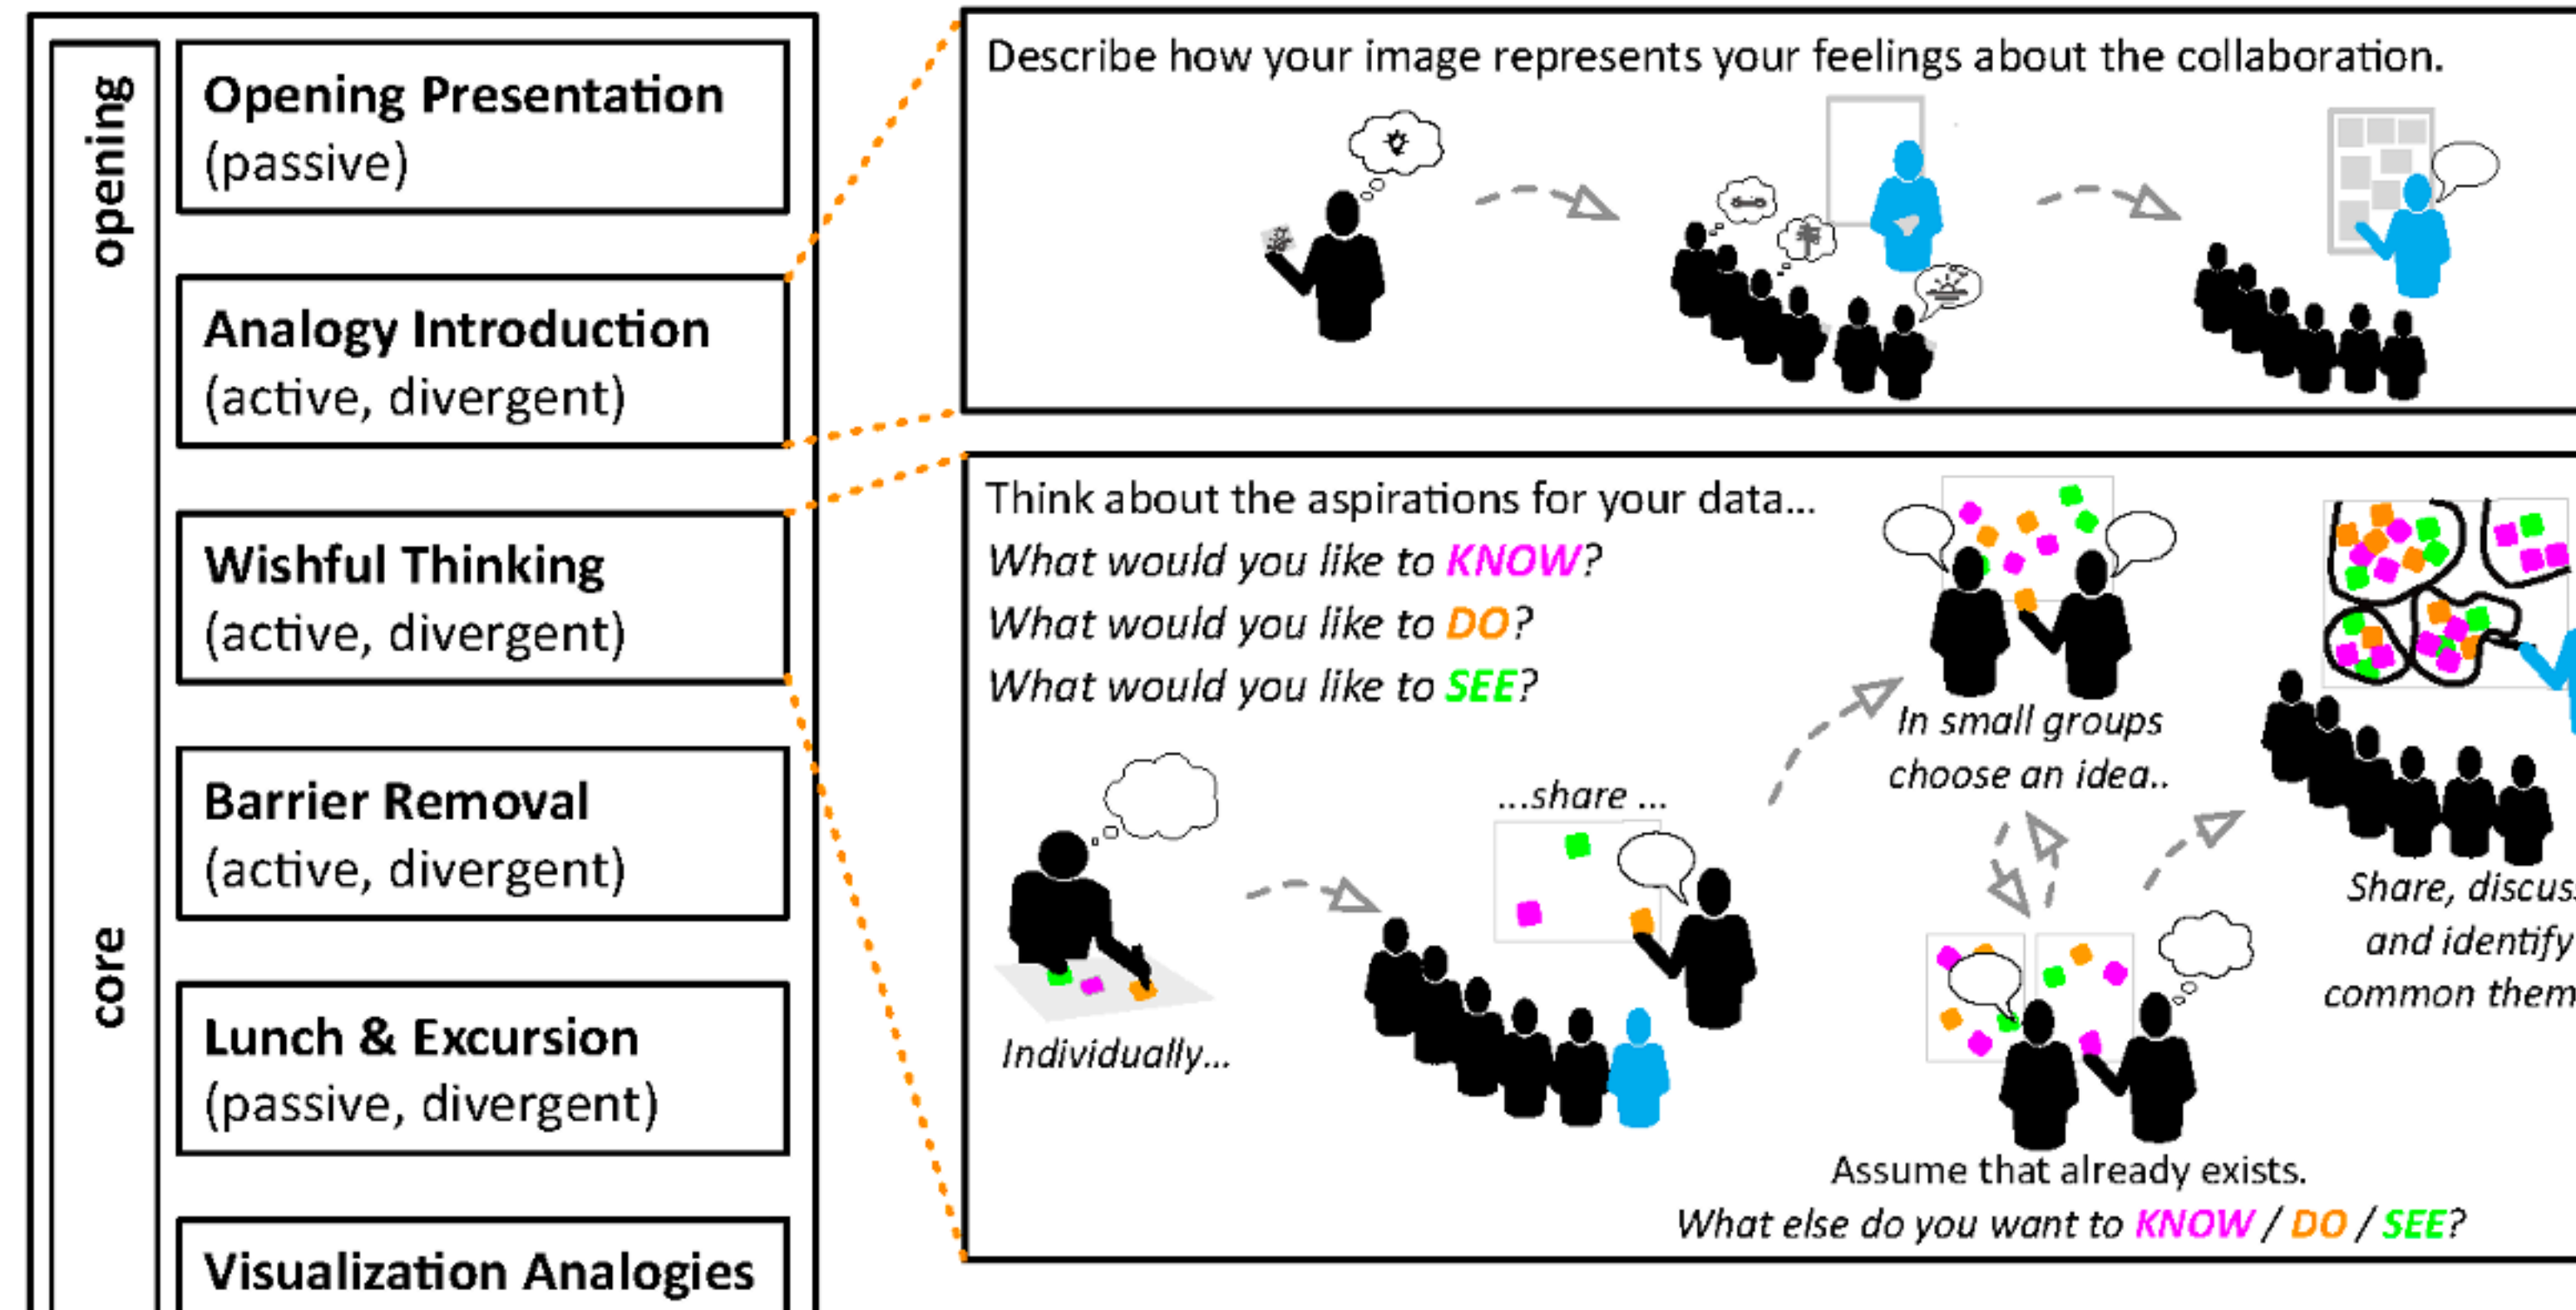 opening
Opening Presentation
(passive)
Analogy Introduction
(active, divergent)
core
Wishful Thinking
(active, divergent)
Barrier Removal
(active, divergent)
Lunch & Excursion
(passive, divergent)
Visualization Analogies
Describe how your image represents your feelings about the collaboration.
Think about the aspirations for your data...
What would you like to KNOW?
What would you like to DO?
What would you like to SEE?
Individually...
...share ...
In small groups
choose an idea..
Assume that already exists.
What else do you want to KNOW / DO / SEE?
Share, discus
and identify
common them